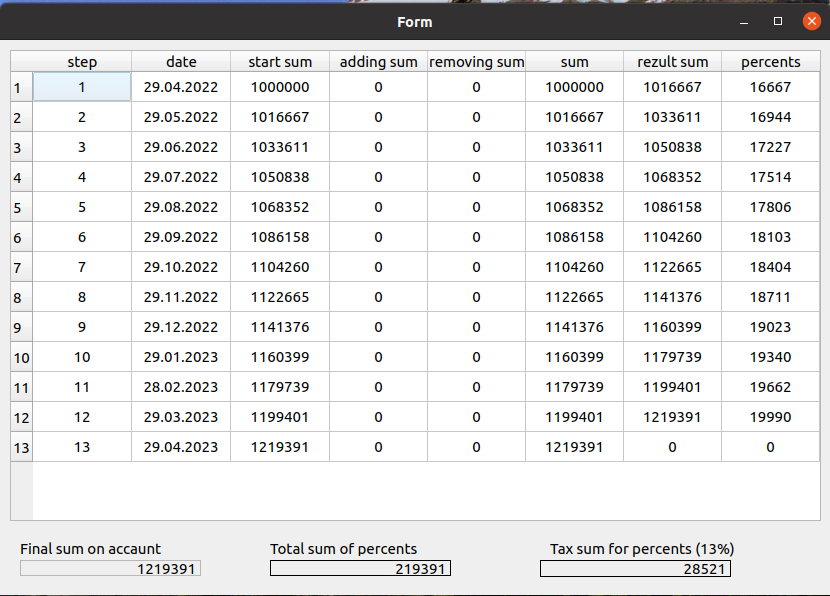 Form
step date start sum adding sum removing sum sum rezult sum percents
1 1 29.04.2022 1000000 0 0 1000000 1016667 16667
2 2 29.05.2022 1016667 0 0 1016667 1033611 16944
3 3 29.06.2022 1033611 0 0 1033611 1050838 17227
4 4 29.07.2022 1050838 0 0 1050838 1068352 17514
5 5 29.08.2022 1068352 0 0 1068352 1086158 17806
6 6 29.09.2022 1086158 0 0 1086158 1104260 18103
7 7 29.10.2022 1104260 0 0 1104260 1122665 18404
8 8 29.11.2022 1122665 0 0 1122665 1141376 18711
9 9 29.12.2022 1141376 0 0 1141376 1160399 19023
10 10 29.01.2023 1160399 0 0 1160399 1179739 19340
11 11 28.02.2023 1179739 0 0 1179739 1199401 19662
12 12 29.03.2023 1199401 0 0 1199401 1219391 19990
13 13 29.04.2023 1219391 0 0 1219391 0 0
Final sum on accaunt Total sum of percents Tax sum for percents (13%)
1219391 219391 28521